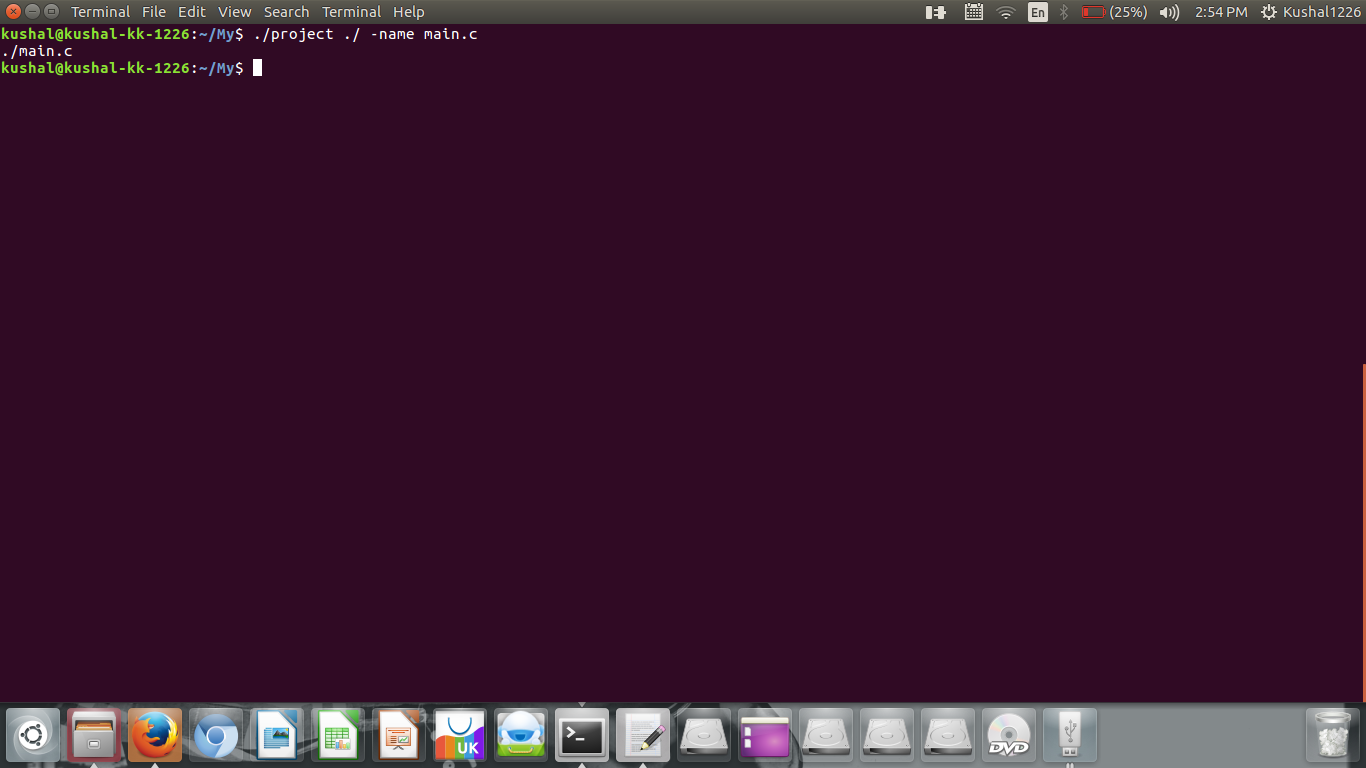 Terminal File Edit View Search Terminal Help En (25%) 2:54 PM Kushal1226
kushal@kushal-kk-1226:~/My$ ./project ./ -name main.c
./main.c
kushal@kushal-kk-1226:~/My$
>_ UK DVD